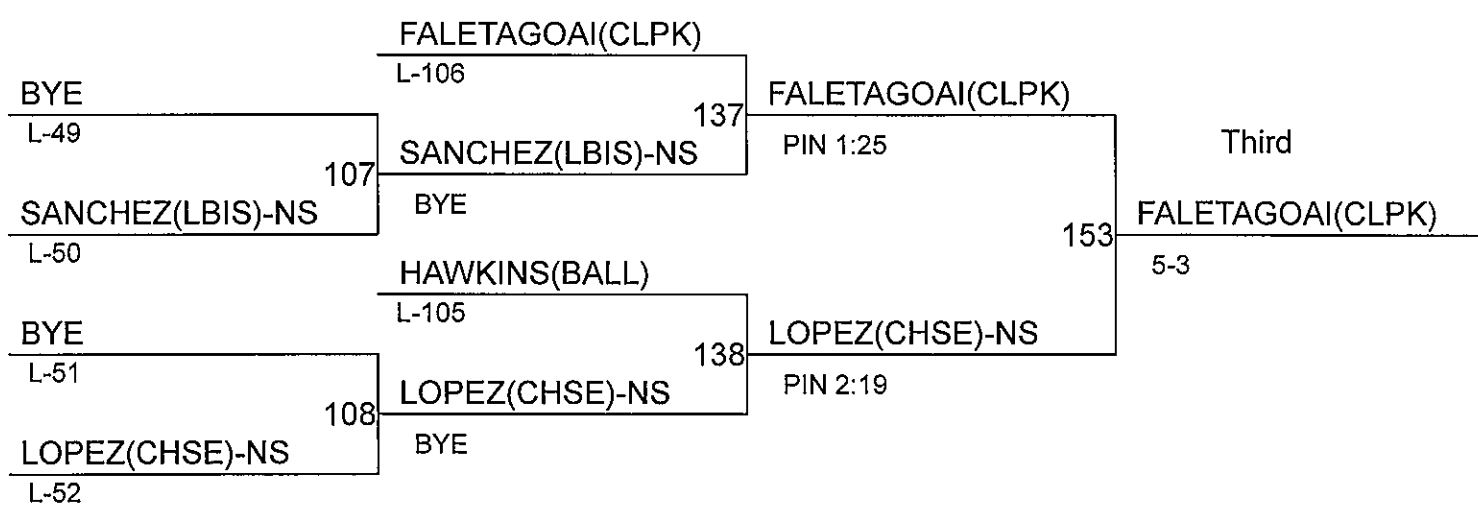 FALETAGOAI(CLPK)
L-106
BYE
L-49
137
FALETAGOAI(CLPK)
PIN 1:25
Third
107
SANCHEZ(LBIS)-NS
BYE
SANCHEZ(LBIS)-NS
L-50
153
FALETAGOAI(CLPK)
5-3
HAWKINS(BALL)
L-105
BYE
L-51
138
LOPEZ(CHSE)-NS
PIN 2:19
108
LOPEZ(CHSE)-NS
BYE
LOPEZ(CHSE)-NS
L-52